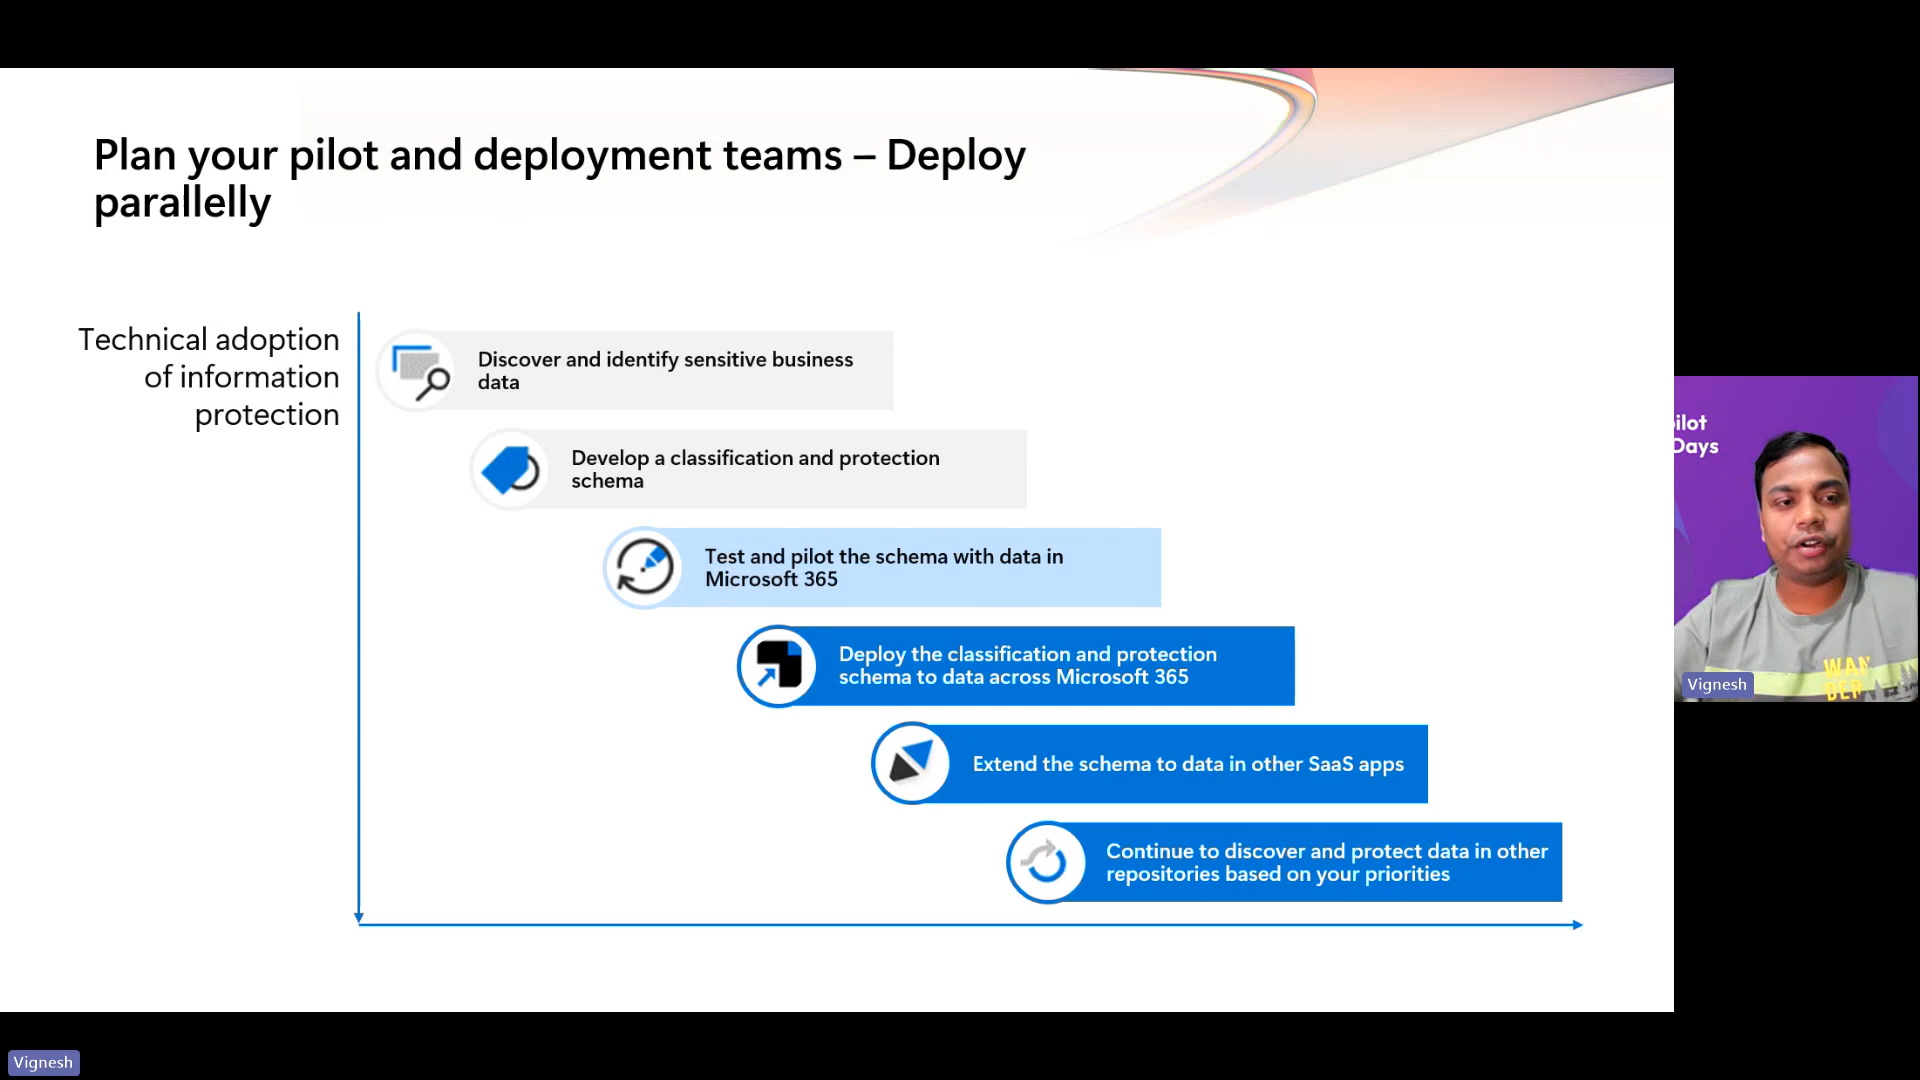 Plan your pilot and deployment teams – Deploy
parallelly
Technical adoption
of information
protection
Discover and identify sensitive business
data
Develop a classification and protection
schema
Test and pilot the schema with data in
Microsoft 365
Deploy the classification and protection
schema to data across Microsoft 365
Extend the schema to data in other SaaS apps
Continue to discover and protect data in other
repositories based on your priorities
ilot
Days
WAN
DER
Vignesh
Vignesh